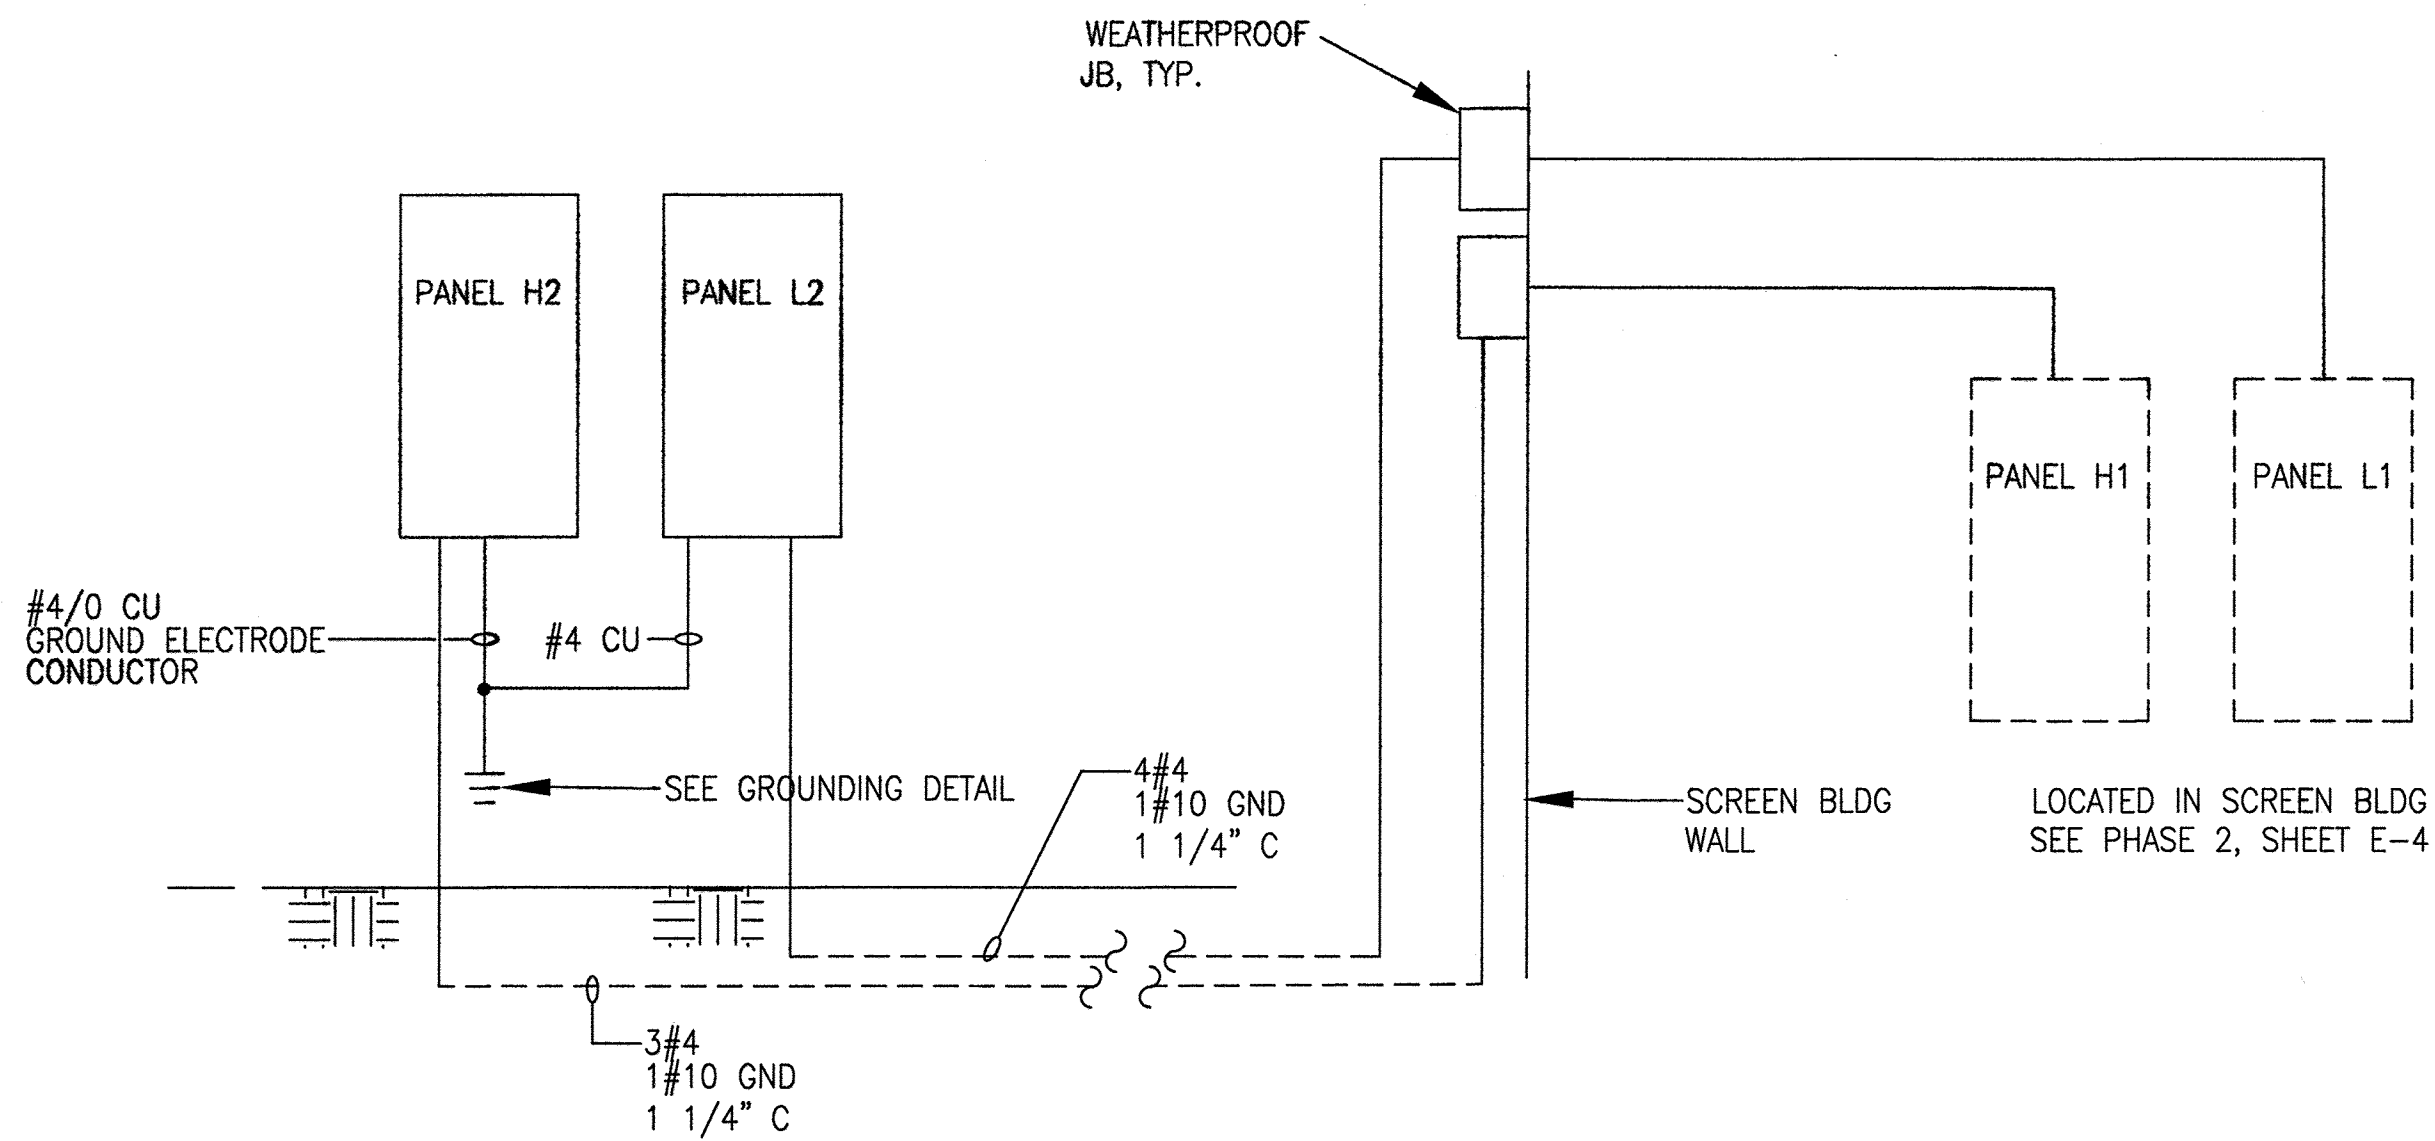 WEATHERPROOF
JB, TYP.
PANEL H2
PANEL L2
PANEL H1
PANEL L1
#4/0 CU
GROUND ELECTRODE
CONDUCTOR
#4 CU
SEE GROUNDING DETAIL
4#4
1#10 GND
1 1/4" C
SCREEN BLDG
WALL
LOCATED IN SCREEN BLDG
SEE PHASE 2, SHEET E-4
3#4
1#10 GND
1 1/4" C